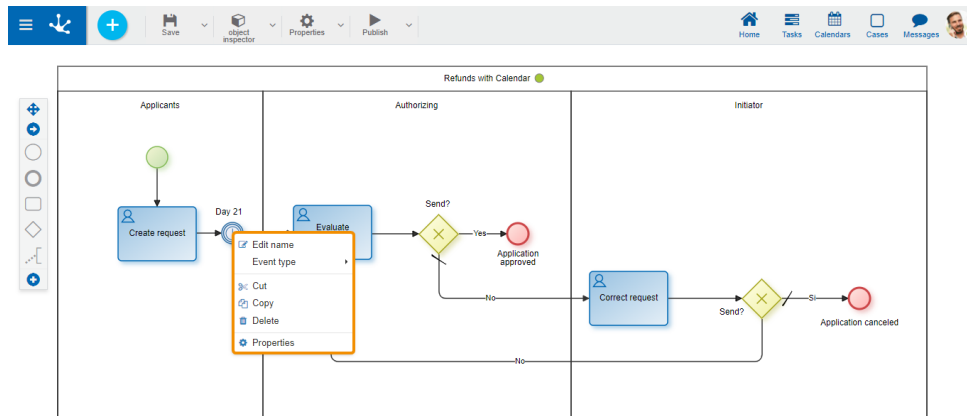 Save
object
inspector
Properties
Publish
Home
Tasks
Calendars
Cases
Messages
Refunds with Calendar
Applicants
Authorizing
Initiator
Create request
Day 21
Evaluate
Send?
Yes
Application
approved
Edit name
Event type
Cut
Copy
Delete
Properties
No
Correct request
Send?
Si
Application canceled
No